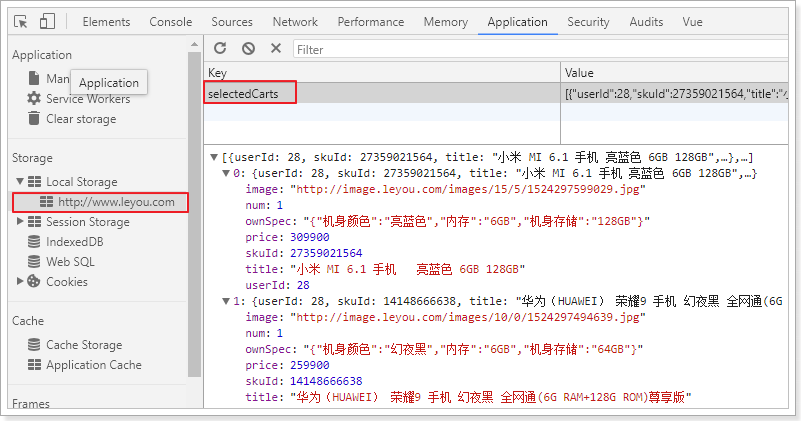 Elements Console Sources Network Performance Memory Application Security Audits Vue
Application
Man
Application
Service Workers
Clear storage
Storage
Local Storage
http://www.leyou.com
Session Storage
IndexedDB
Web SQL
Cookies
Cache
Cache Storage
Application Cache
Frames
Filter
Key Value
selectedCarts [{"userId":28,"skuId":27359021564,"title":"小
[{userId: 28, skuId: 27359021564, title: "小米 MI 6.1 手机 亮蓝色 6GB 128GB",…},…]
0: {userId: 28, skuId: 27359021564, title: "小米 MI 6.1 手机 亮蓝色 6GB 128GB",…}
image: "http://image.leyou.com/images/15/5/1524297599029.jpg"
num: 1
ownSpec: "{"机身颜色":"亮蓝色","内存":"6GB","机身存储":"128GB"}"
price: 309900
skuId: 27359021564
title: "小米 MI 6.1 手机 亮蓝色 6GB 128GB"
userId: 28
1: {userId: 28, skuId: 14148666638, title: "华为（HUAWEI） 荣耀9 手机 幻夜黑 全网通(6G
image: "http://image.leyou.com/images/10/0/1524297494639.jpg"
num: 1
ownSpec: "{"机身颜色":"幻夜黑","内存":"6GB","机身存储":"64GB"}"
price: 259900
skuId: 14148666638
title: "华为（HUAWEI） 荣耀9 手机 幻夜黑 全网通(6G RAM+128G ROM)尊享版"